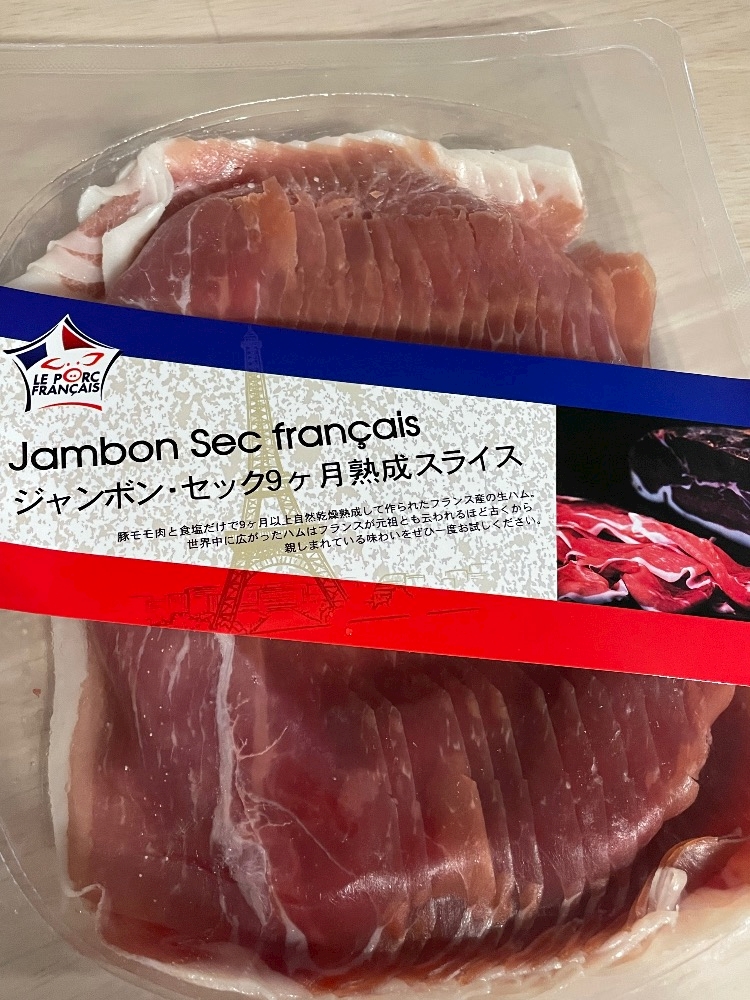 LE PORC
FRANÇAIS
Jambon Sec français
ジャンボン・セック9ヶ月熟成スライス
豚モモ肉と食塩だけで9ヶ月以上自然乾燥熟成して作られたフランス産の生ハム。
世界中に広がったハムはフランスが元祖とも云われるほど古くから
親しまれている味わいをぜひ一度お試しください。